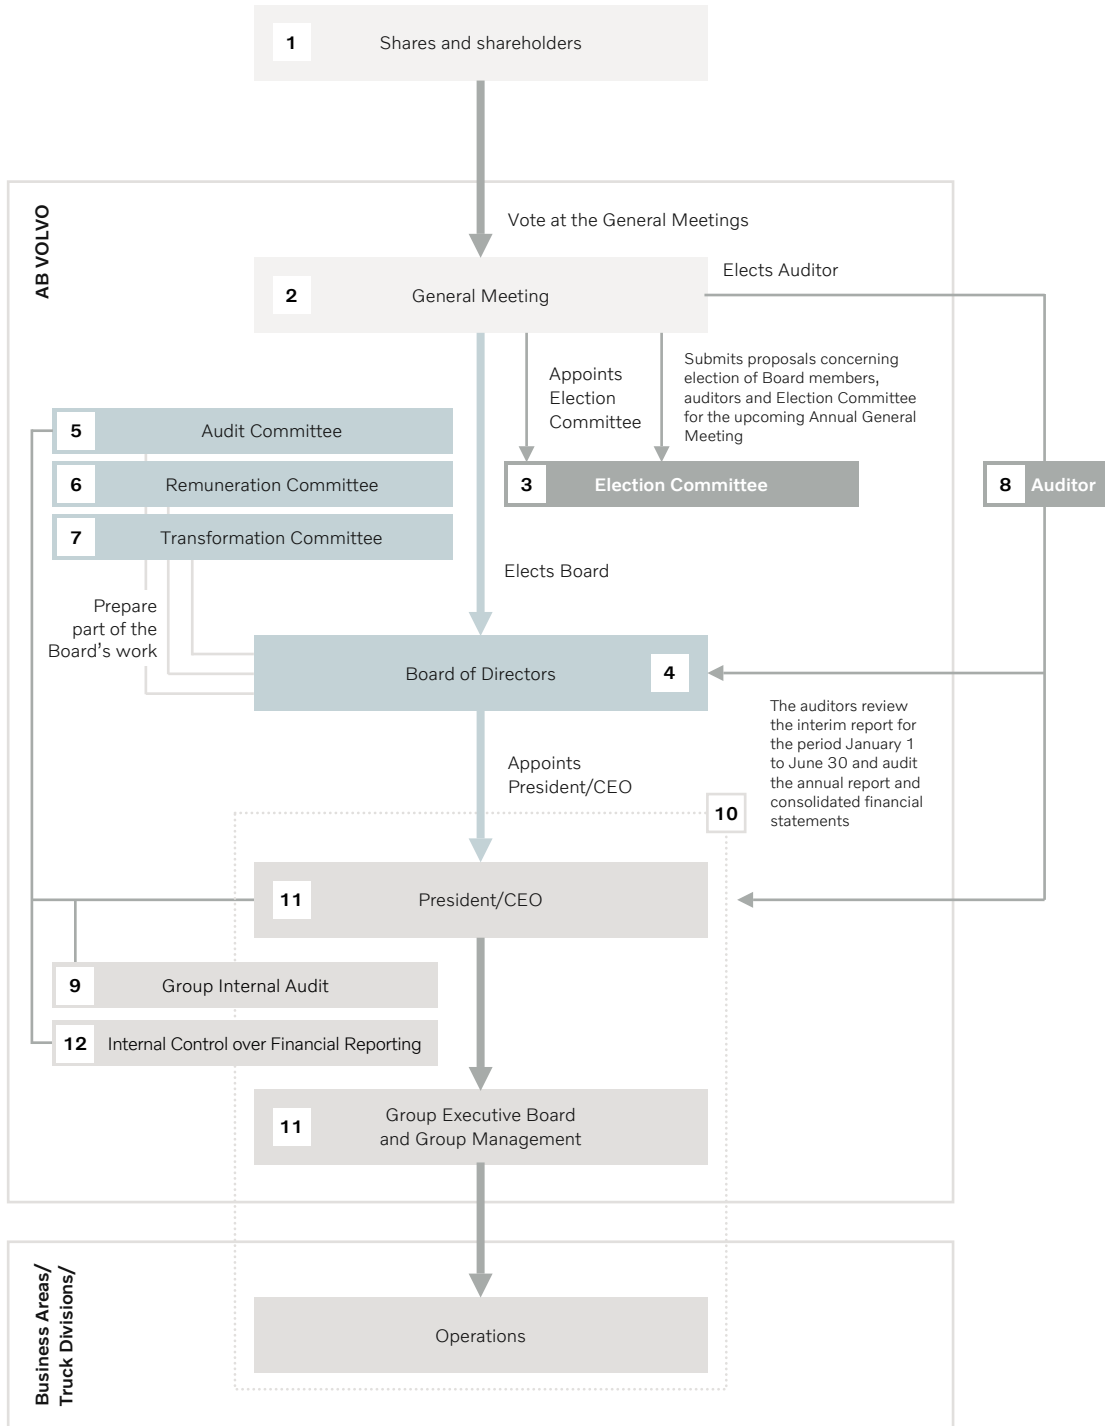 1
Shares and shareholders
AB VOLVO
Vote at the General Meetings
Elects Auditor
2
General Meeting
Appoints
Election
Committee
Submits proposals concerning
election of Board members,
auditors and Election Committee
for the upcoming Annual General
Meeting
5
Audit Committee
6
Remuneration Committee
3
Election Committee
8
Auditor
7
Transformation Committee
Elects Board
Prepare
part of the
Board's work
Board of Directors
4
The auditors review
the interim report for
the period January 1
to June 30 and audit
the annual report and
consolidated financial
statements
Appoints
President/CEO
10
11
President/CEO
9
Group Internal Audit
12
Internal Control over Financial Reporting
11
Group Executive Board
and Group Management
Business Areas/
Truck Divisions/
Operations